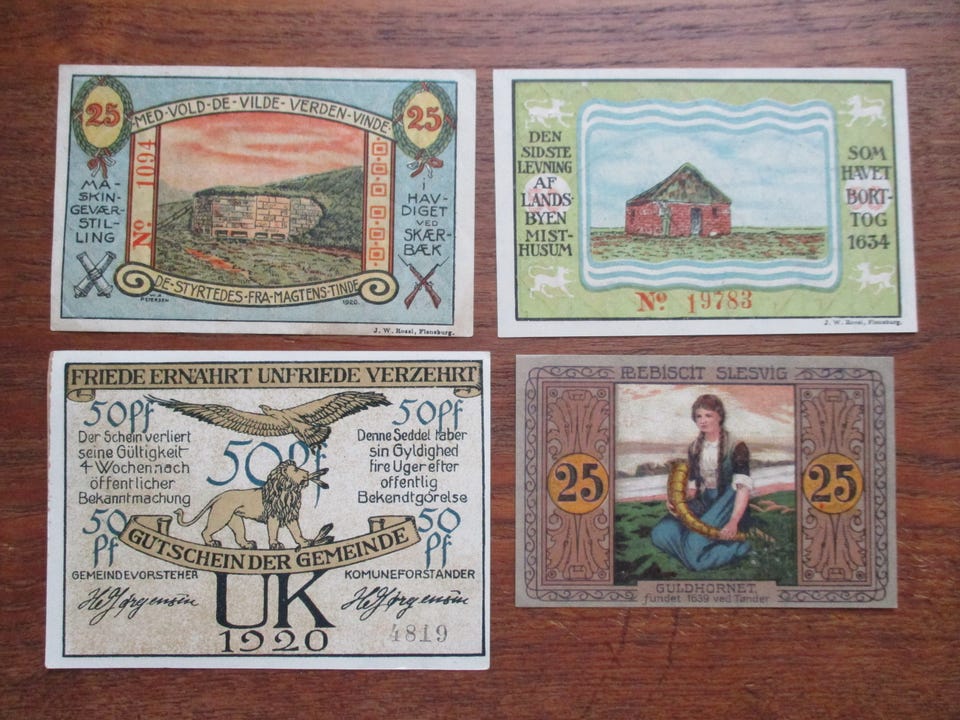 25
MED-VOLD-DE-VILDE-VERDEN-VINDE
25
No 1094
MA-
SKIN-
GEVÆR-
STIL-
LING
I
HAV-
DIGET
VED
SKÆR-
BÆK
DE-STYRTEDES-FRA-MAGTENS-TINDE
PETERSEN
1920.
J. W. Rossl, Flensburg.
DEN
SIDSTE
LEVNING
AF
LANDS-
BYEN
MIST-
HUSUM
SOM
HAVET
BORT-
TOG
1634
No 19783
J. W. Rossl, Flensburg.
FRIEDE ERNÄHRT UNFRIEDE VERZEHRT
50Pf
50Pf
50Pf
Der Schein verliert
seine Gültigkeit
4 Wochen nach
öffentlicher
Bekanntmachung
Denne Seddel taber
sin Gyldighed
fire Uger efter
offentlig
Bekendtgörelse
50
Pf
50
Pf
GUTSCHEIN DER GEMEINDE
GEMEINDEVORSTEHER
KOMUNEFORSTANDER
UK
1920
4819
PLEBISCIT SLESVIG
25
25
GULDHORNET,
fundet 1639 ved Tønder